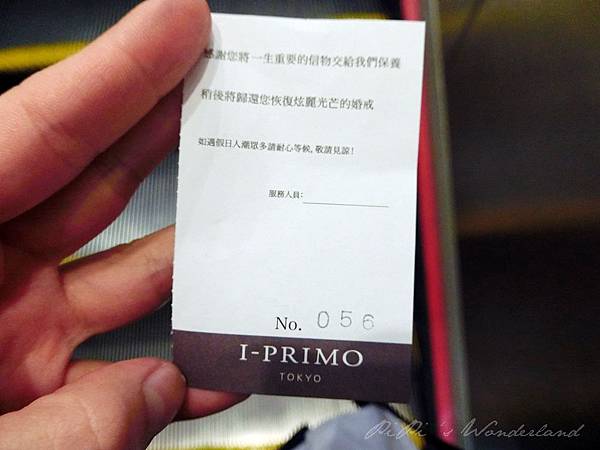 感謝您將一生重要的信物交給我們保養
稍後將歸還您恢復炫麗光芒的婚戒
如遇假日人潮眾多請耐心等候,敬請見諒!
服務人員:
No. 056
I-PRIMO
TOKYO
PiPi's Wonderland